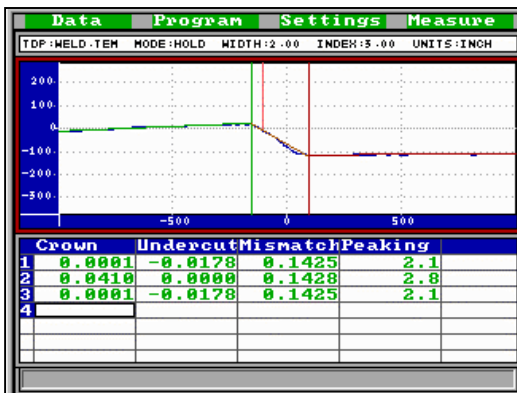 Data Program Settings Measure
TDP:WELD.TEM MODE:HOLD WIDTH:2.00 INDEX:3.00 UNITS:INCH
200.
100.
0
-100.
-200.
-300.
-500 0 500
Crown Undercut Mismatch Peaking
1 0.0001 -0.0178 0.1425 2.1
2 0.0410 0.0000 0.1428 2.8
3 0.0001 -0.0178 0.1425 2.1
4